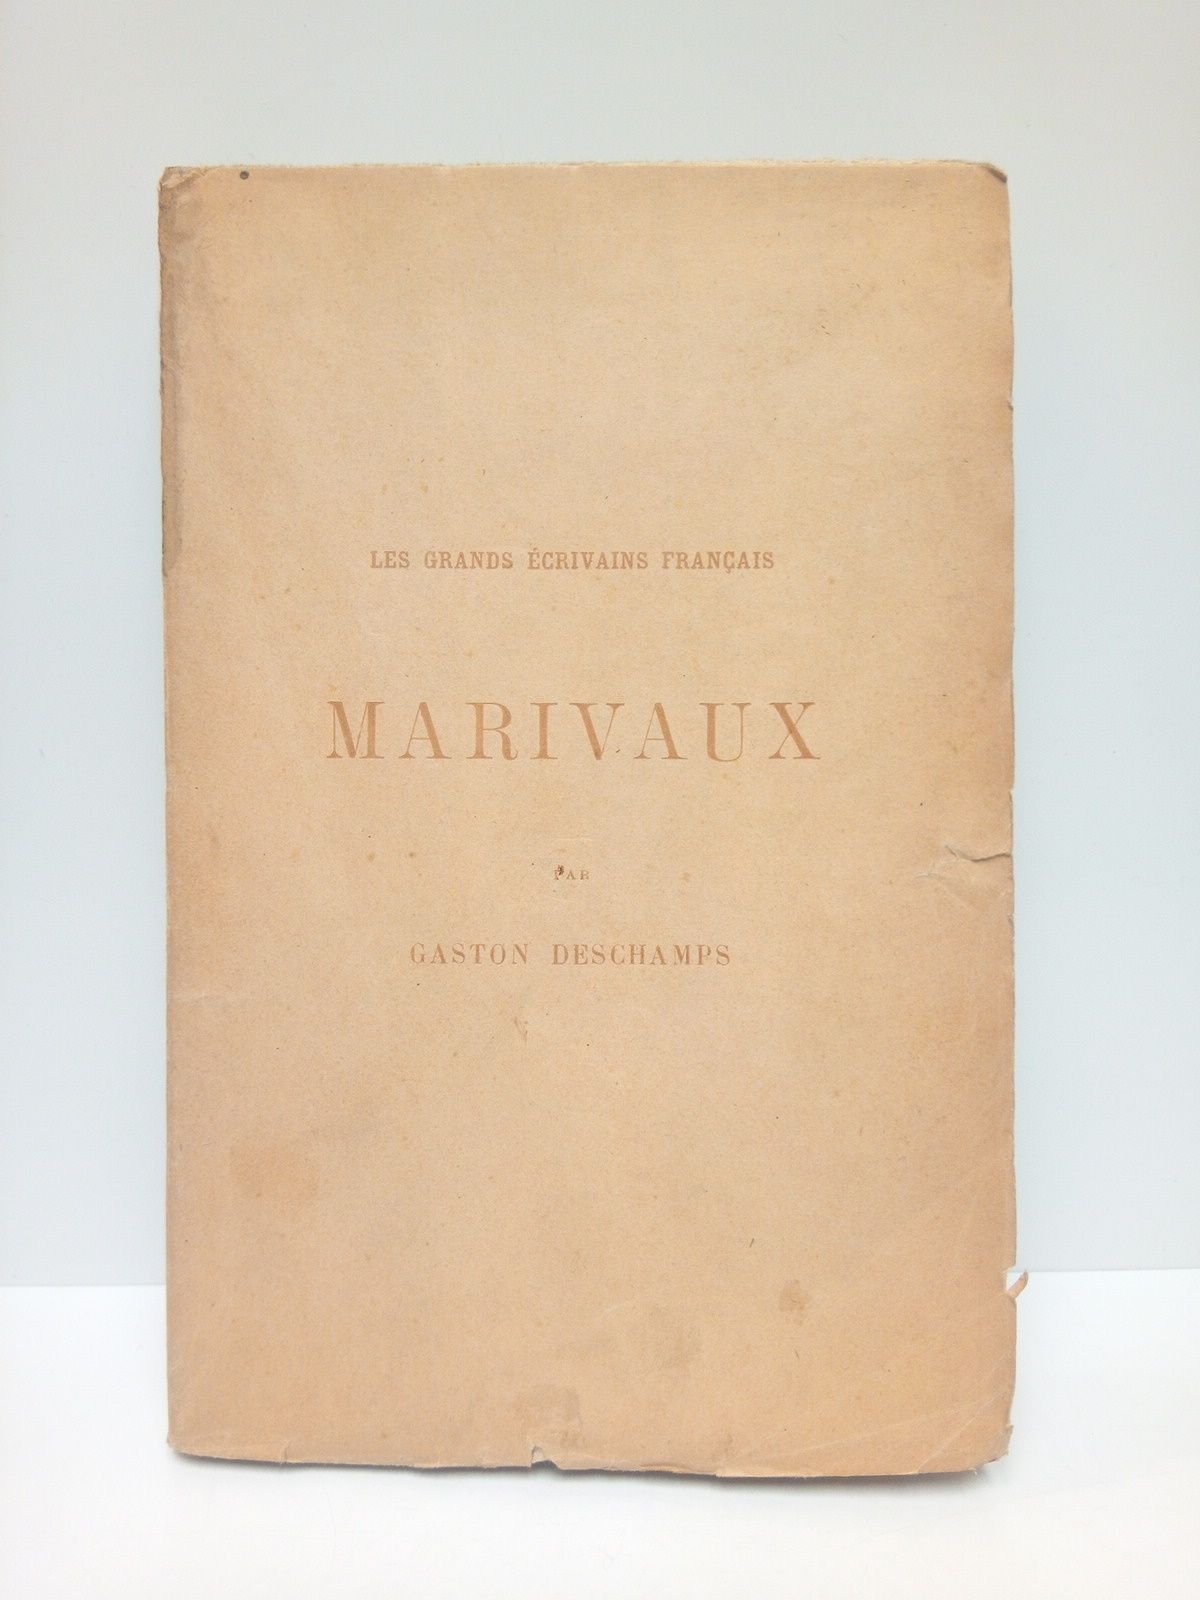 LES GRANDS ÉCRIVAINS FRANÇAIS
MARIVAUX
PAR
GASTON DESCHAMPS